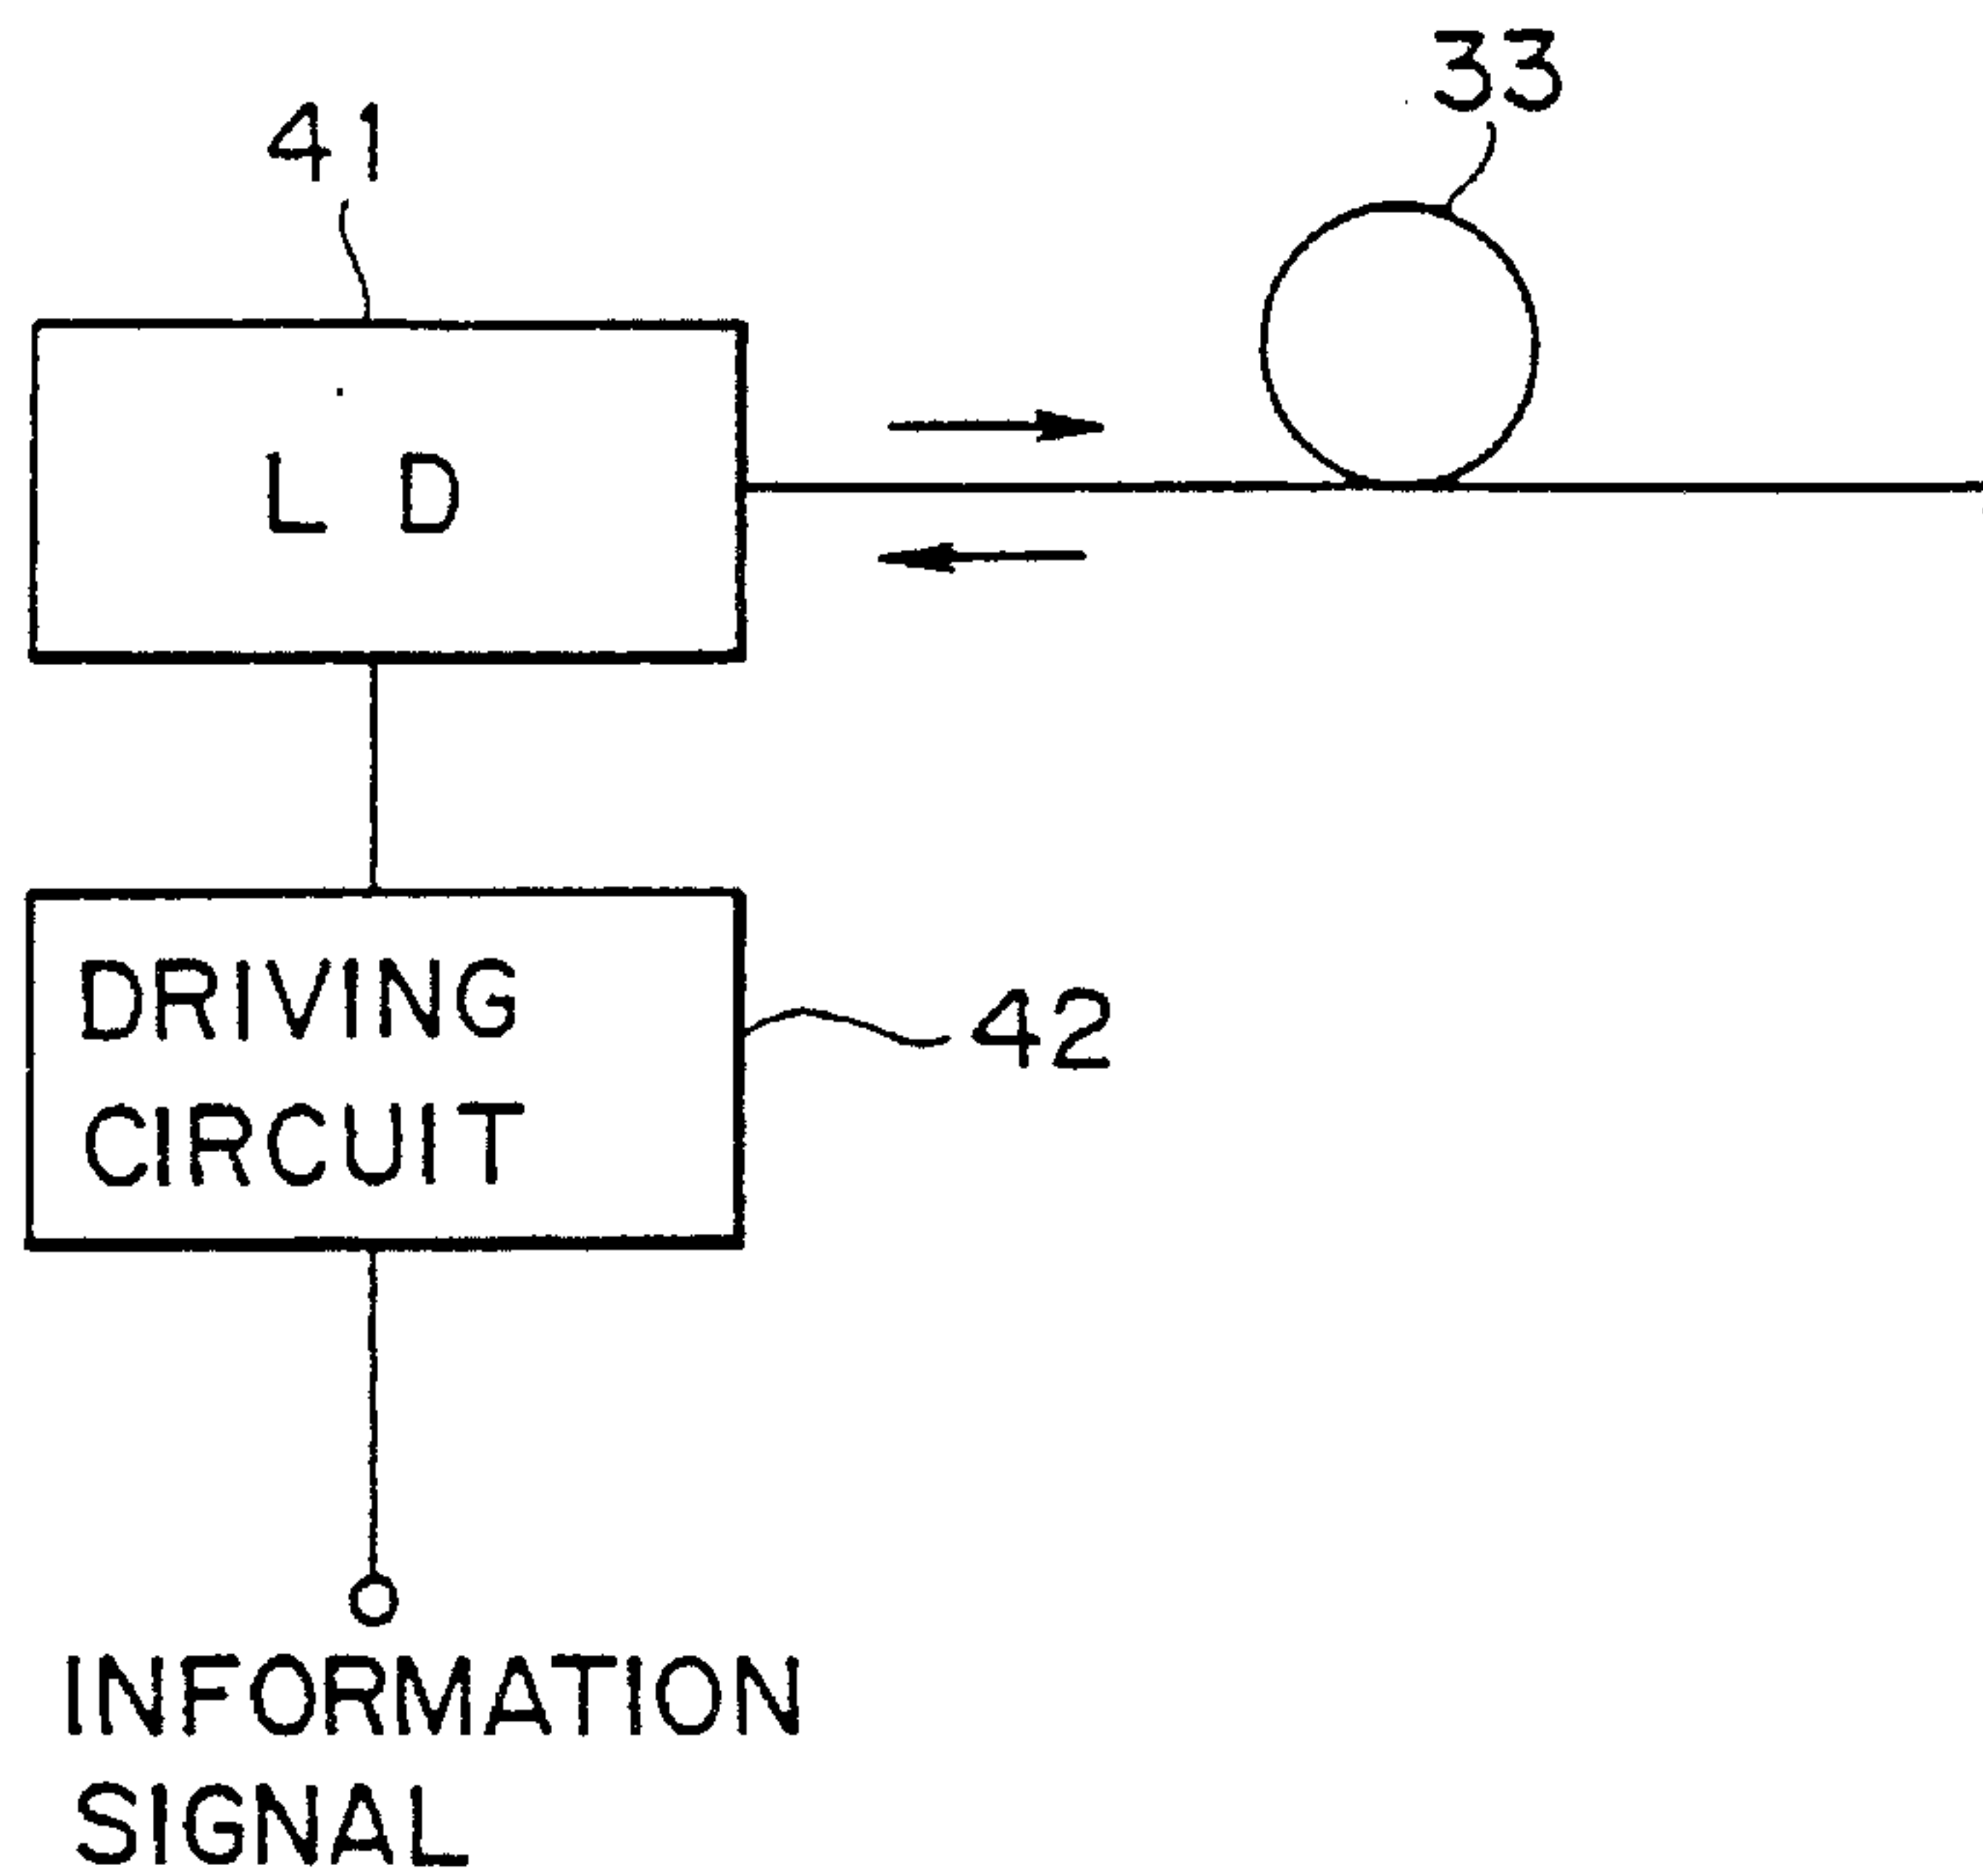 33
41
L D
DRIVING
CIRCUIT
42
INFORMATION
SIGNAL